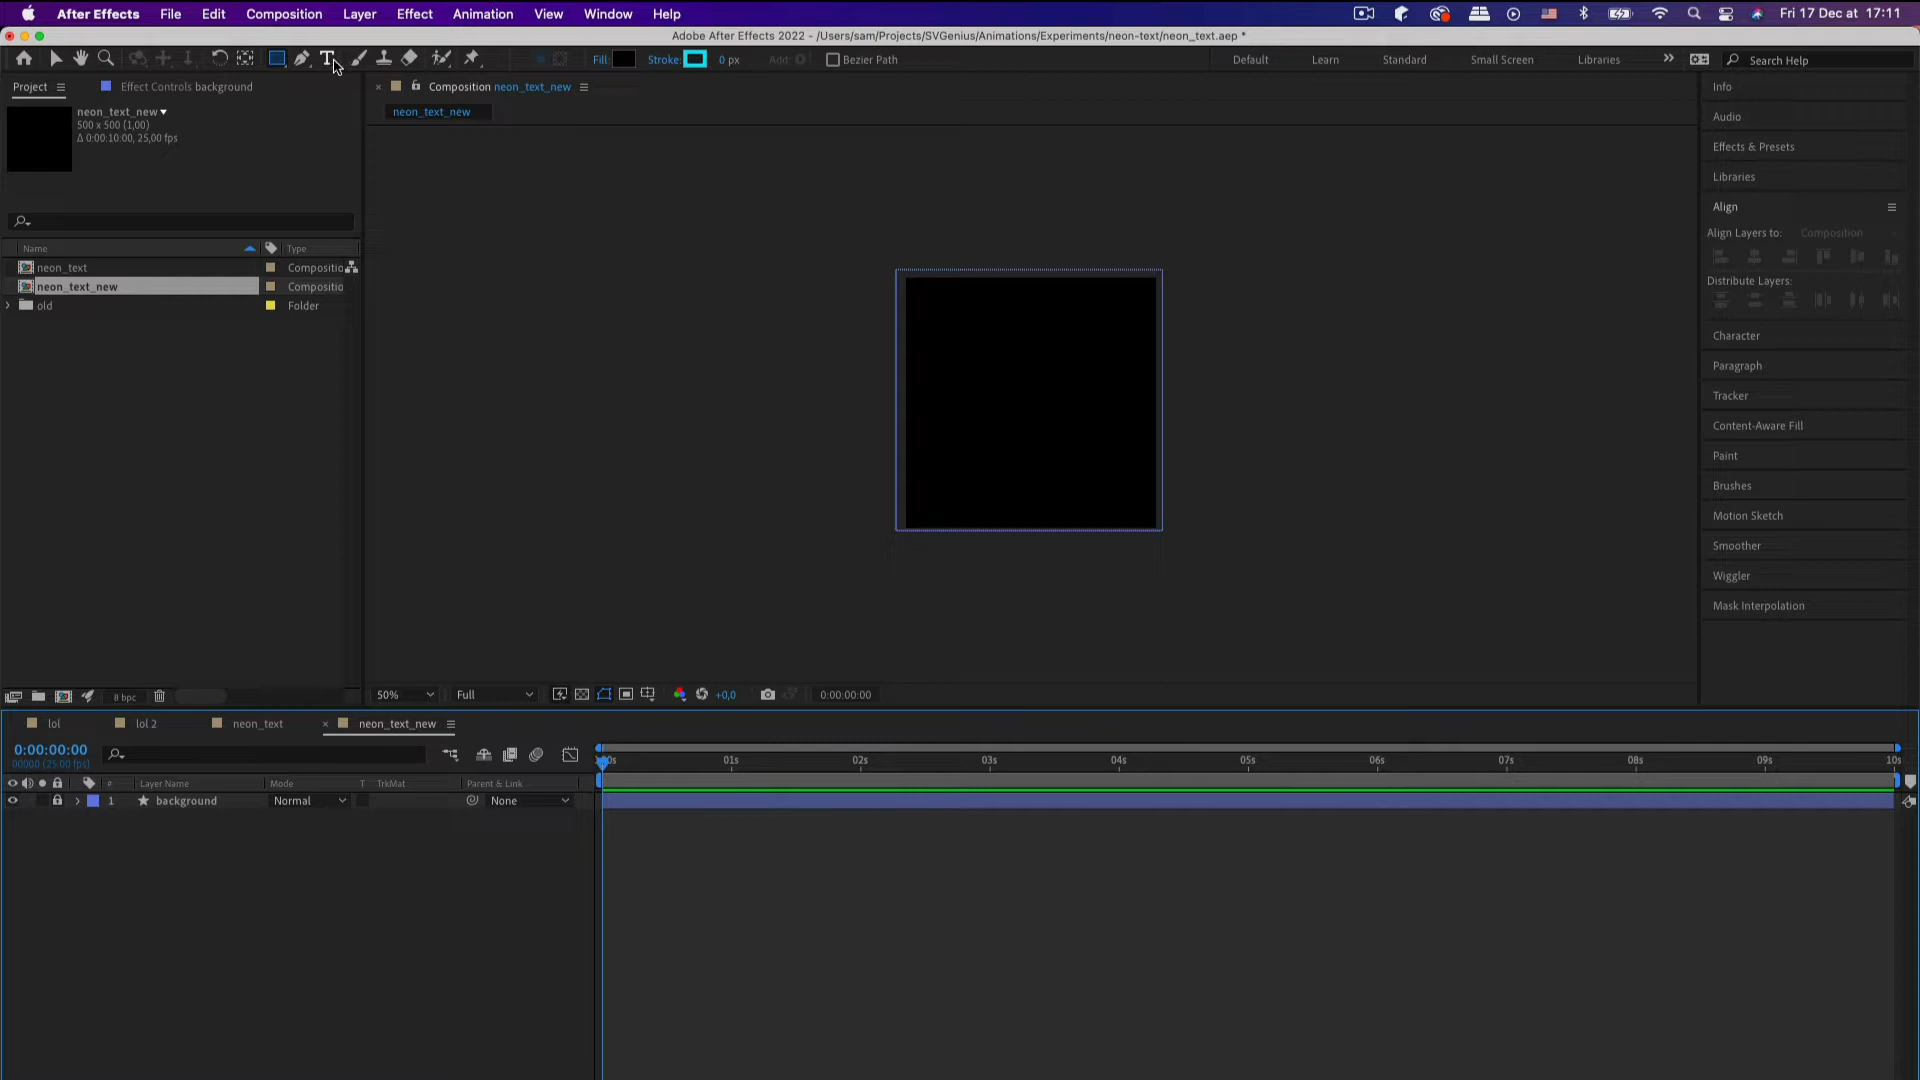 After Effects File Edit Composition Layer Effect Animation View Window Help Fri 17 Dec at 17:11
Adobe After Effects 2022 - /Users/sam/Projects/SVGenius/Animations/Experiments/neon-text/neon_text.aep *
Fill: Stroke: 0 px Add Bezier Path Default Learn Standard Small Screen Libraries Search Help
Project Effect Controls background
Composition neon_text_new
neon_text_new
neon_text_new
500 x 500 (1,00)
Δ 0:00:10:00, 25,00 fps
Name Type
neon_text Compositio
neon_text_new Compositio
old Folder
8 bpc
50% Full +0,0 0:00:00:00
Info
Audio
Effects & Presets
Libraries
Align
Align Layers to: Composition
Distribute Layers:
Character
Paragraph
Tracker
Content-Aware Fill
Paint
Brushes
Motion Sketch
Smoother
Wiggler
Mask Interpolation
lol lol 2 neon_text neon_text_new
0:00:00:00
00000 (25.00 fps)
01s 02s 03s 04s 05s 06s 07s 08s 09s 10s
# Layer Name Mode T TrkMat Parent & Link
1 background Normal None